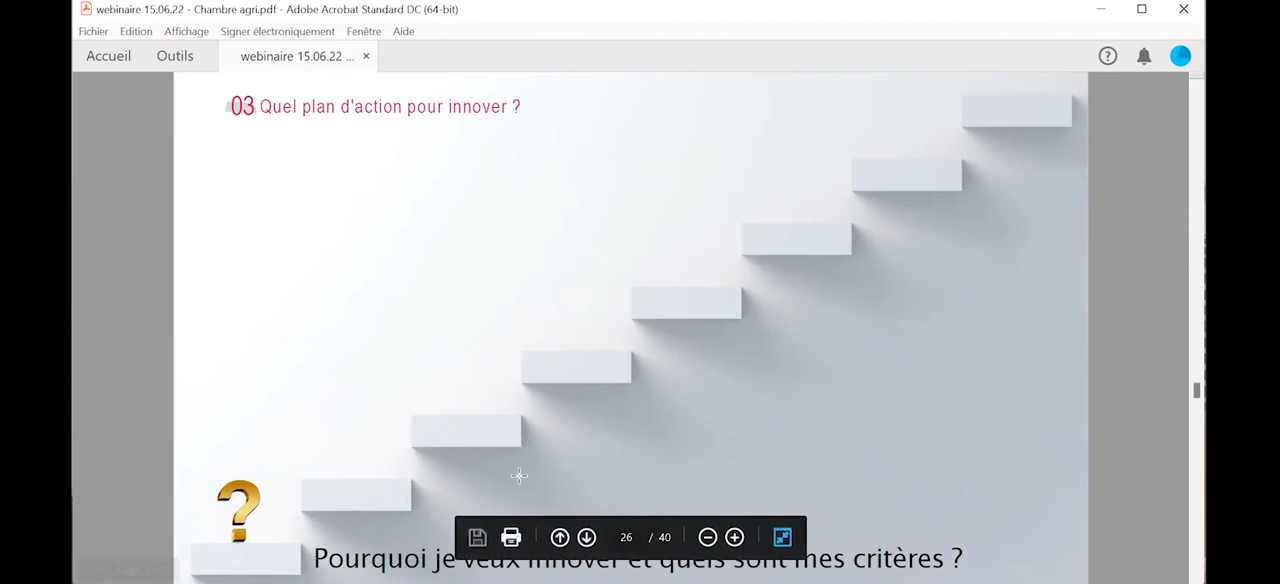 webinaire 15.06.22 - Chambre agri.pdf - Adobe Acrobat Standard DC (64-bit)
Fichier Edition Affichage Signer électroniquement Fenêtre Aide
Accueil Outils webinaire 15.06.22 ... ×
03 Quel plan d'action pour innover ?
?
26 / 40
Pourquoi je veux innover et quels sont mes critères ?